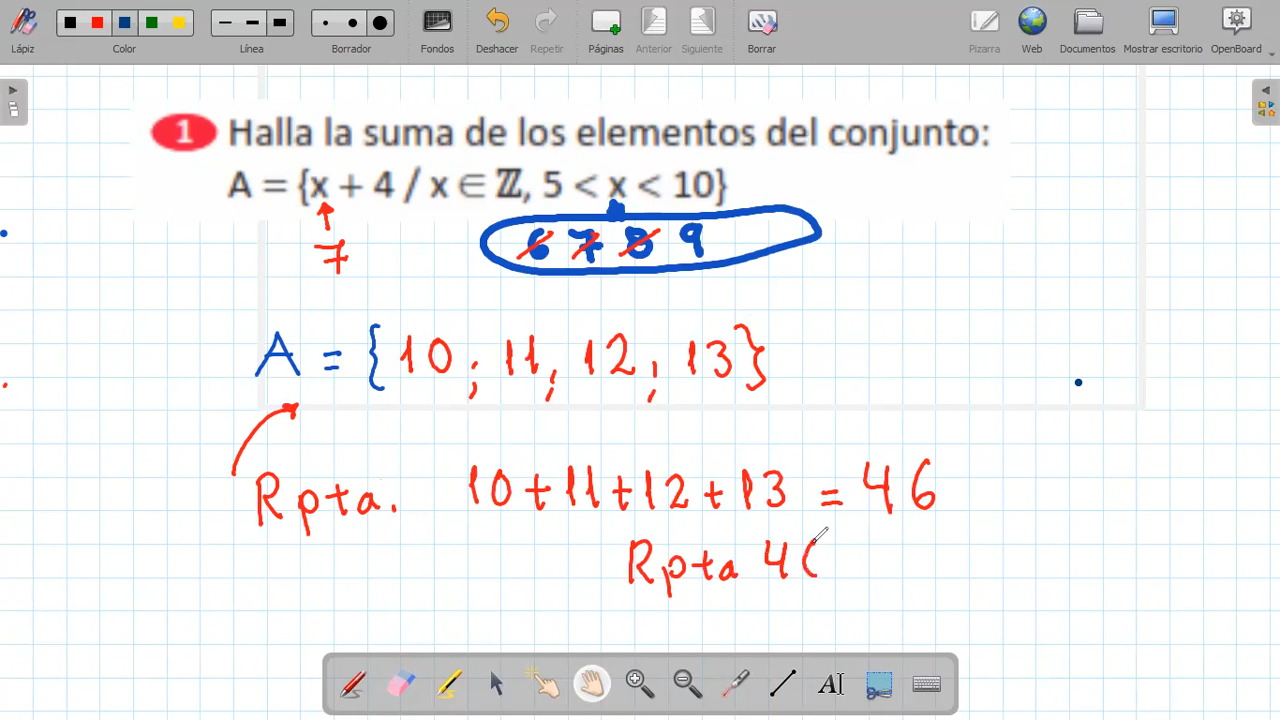 Lápiz Color Línea Borrador Fondos Deshacer Repetir Páginas Anterior Siguiente Borrar Pizarra Web Documentos Mostrar escritorio OpenBoard
1 Halla la suma de los elementos del conjunto:
A = {x + 4 / x ∈ ℤ, 5 < x < 10}
7
6 7 8 9
A = { 10 ; 11 ; 12 ; 13 }
Rpta. 10+11+12+13 = 46
Rpta 4(
AI